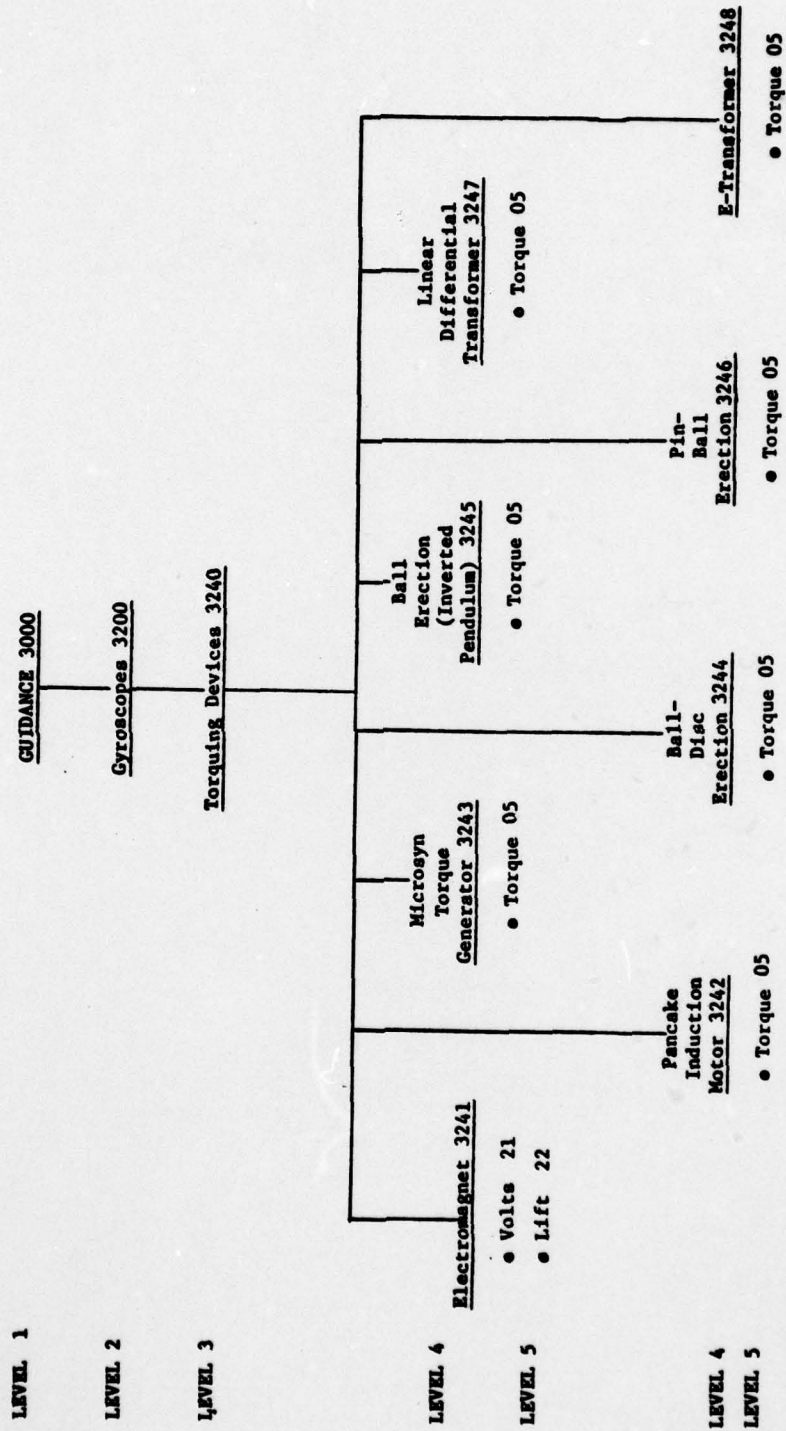 LEVEL 1
GUIDANCE 3000
LEVEL 2
Gyroscopes 3200
LEVEL 3
Torquing Devices 3240
LEVEL 4
Electromagnet 3241
Microsyn
Torque
Generator 3243
Ball
Erection
(Inverted
Pendulum) 3245
Linear
Differential
Transformer 3247
LEVEL 5
• Volts 21
• Lift 22
• Torque 05
• Torque 05
• Torque 05
LEVEL 4
Pancake
Induction
Motor 3242
Ball-
Disc
Erection 3244
Pin-
Ball
Erection 3246
E-Transformer 3248
LEVEL 5
• Torque 05
• Torque 05
• Torque 05
• Torque 05